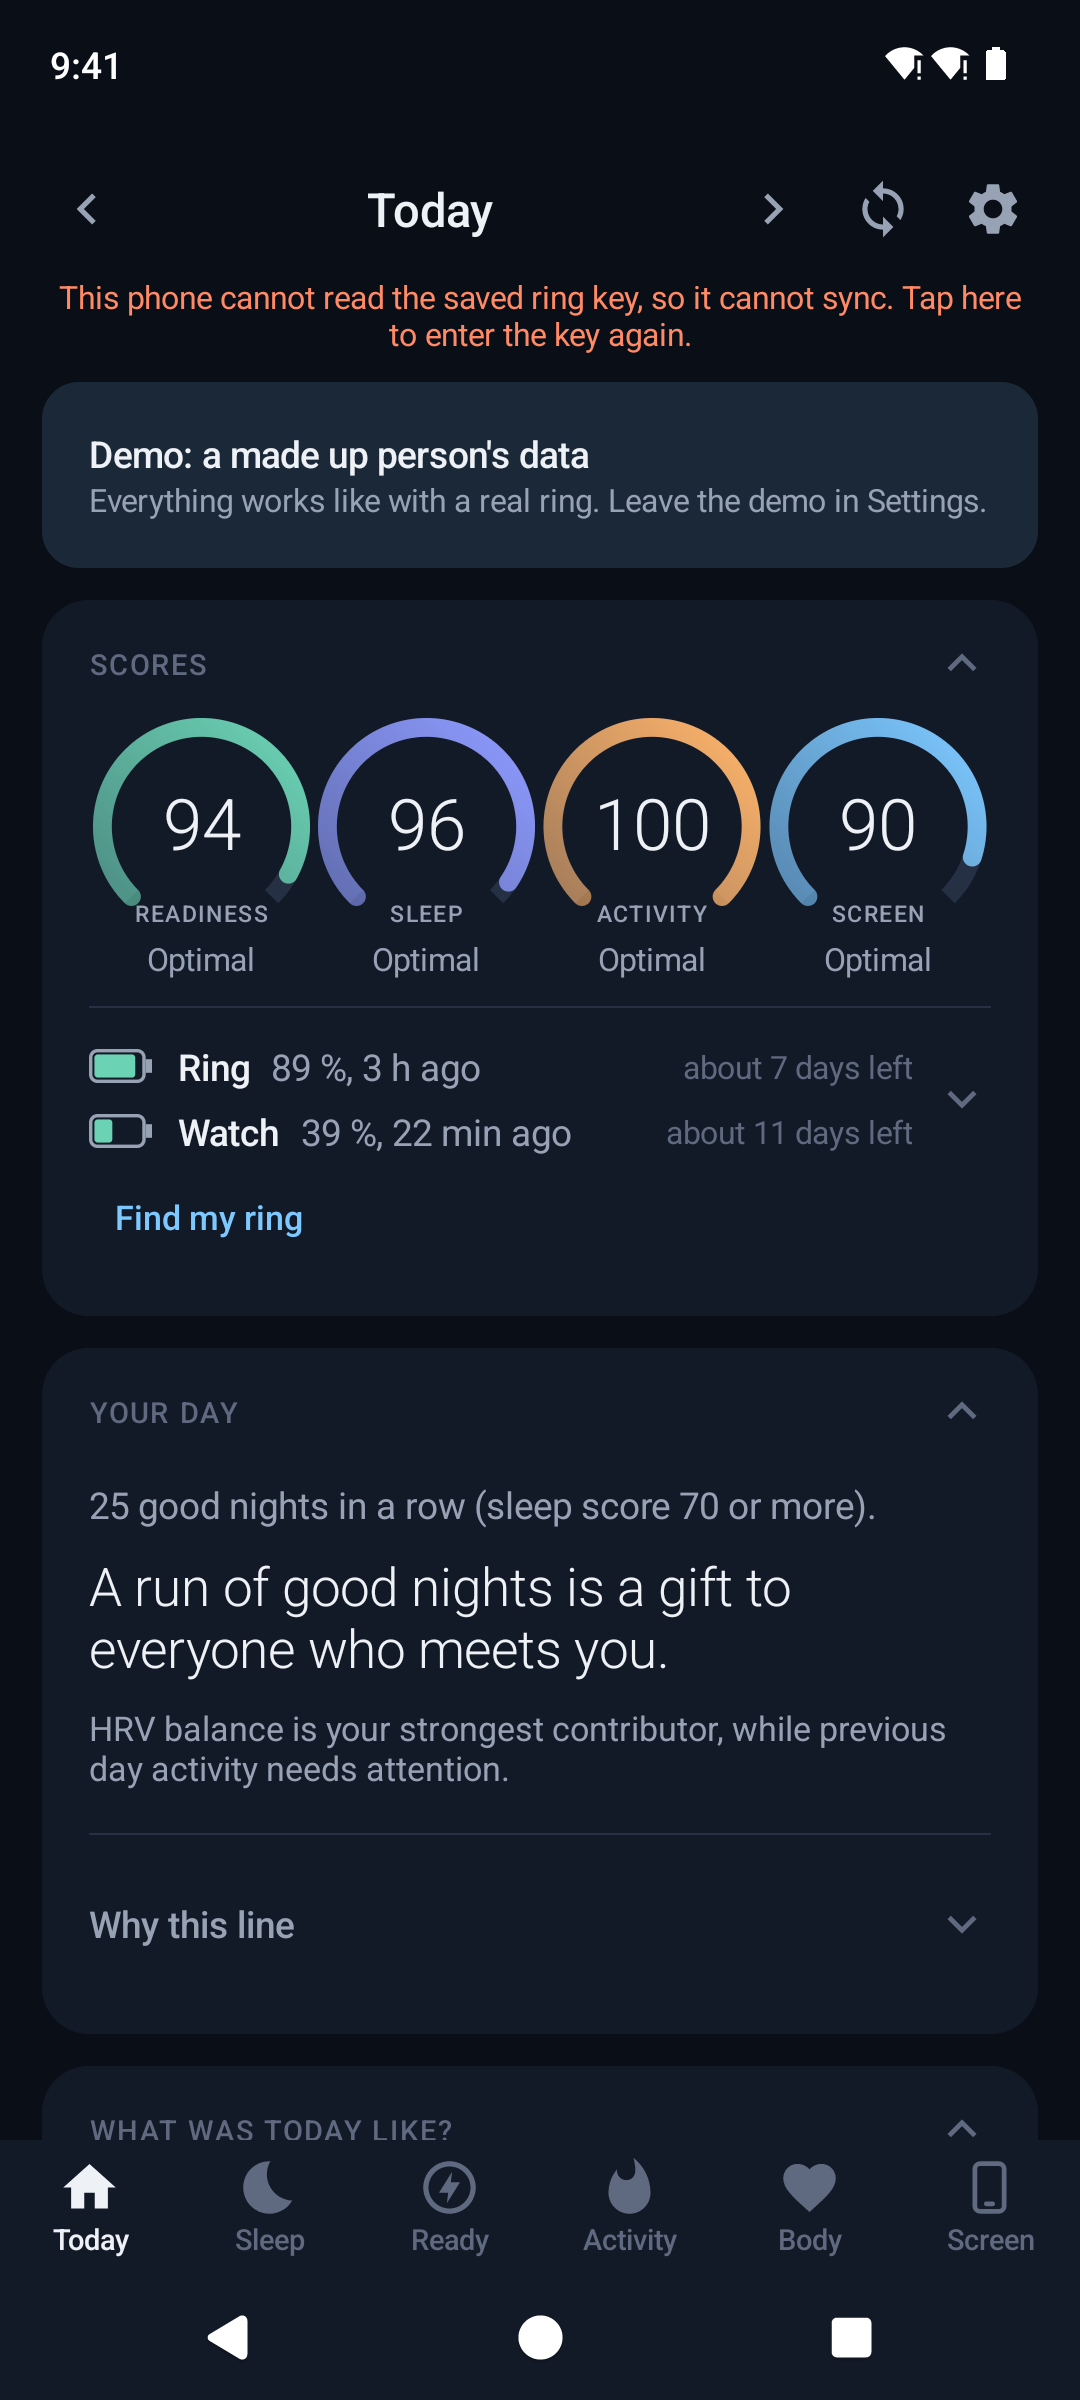 9:41
Today
This phone cannot read the saved ring key, so it cannot sync. Tap here
to enter the key again.
Demo: a made up person's data
Everything works like with a real ring. Leave the demo in Settings.
SCORES
94
96
100
90
READINESS
SLEEP
ACTIVITY
SCREEN
Optimal
Optimal
Optimal
Optimal
Ring 89 %, 3 h ago about 7 days left
Watch 39 %, 22 min ago about 11 days left
Find my ring
YOUR DAY
25 good nights in a row (sleep score 70 or more).
A run of good nights is a gift to
everyone who meets you.
HRV balance is your strongest contributor, while previous
day activity needs attention.
Why this line
WHAT WAS TODAY LIKE?
Today
Sleep
Ready
Activity
Body
Screen